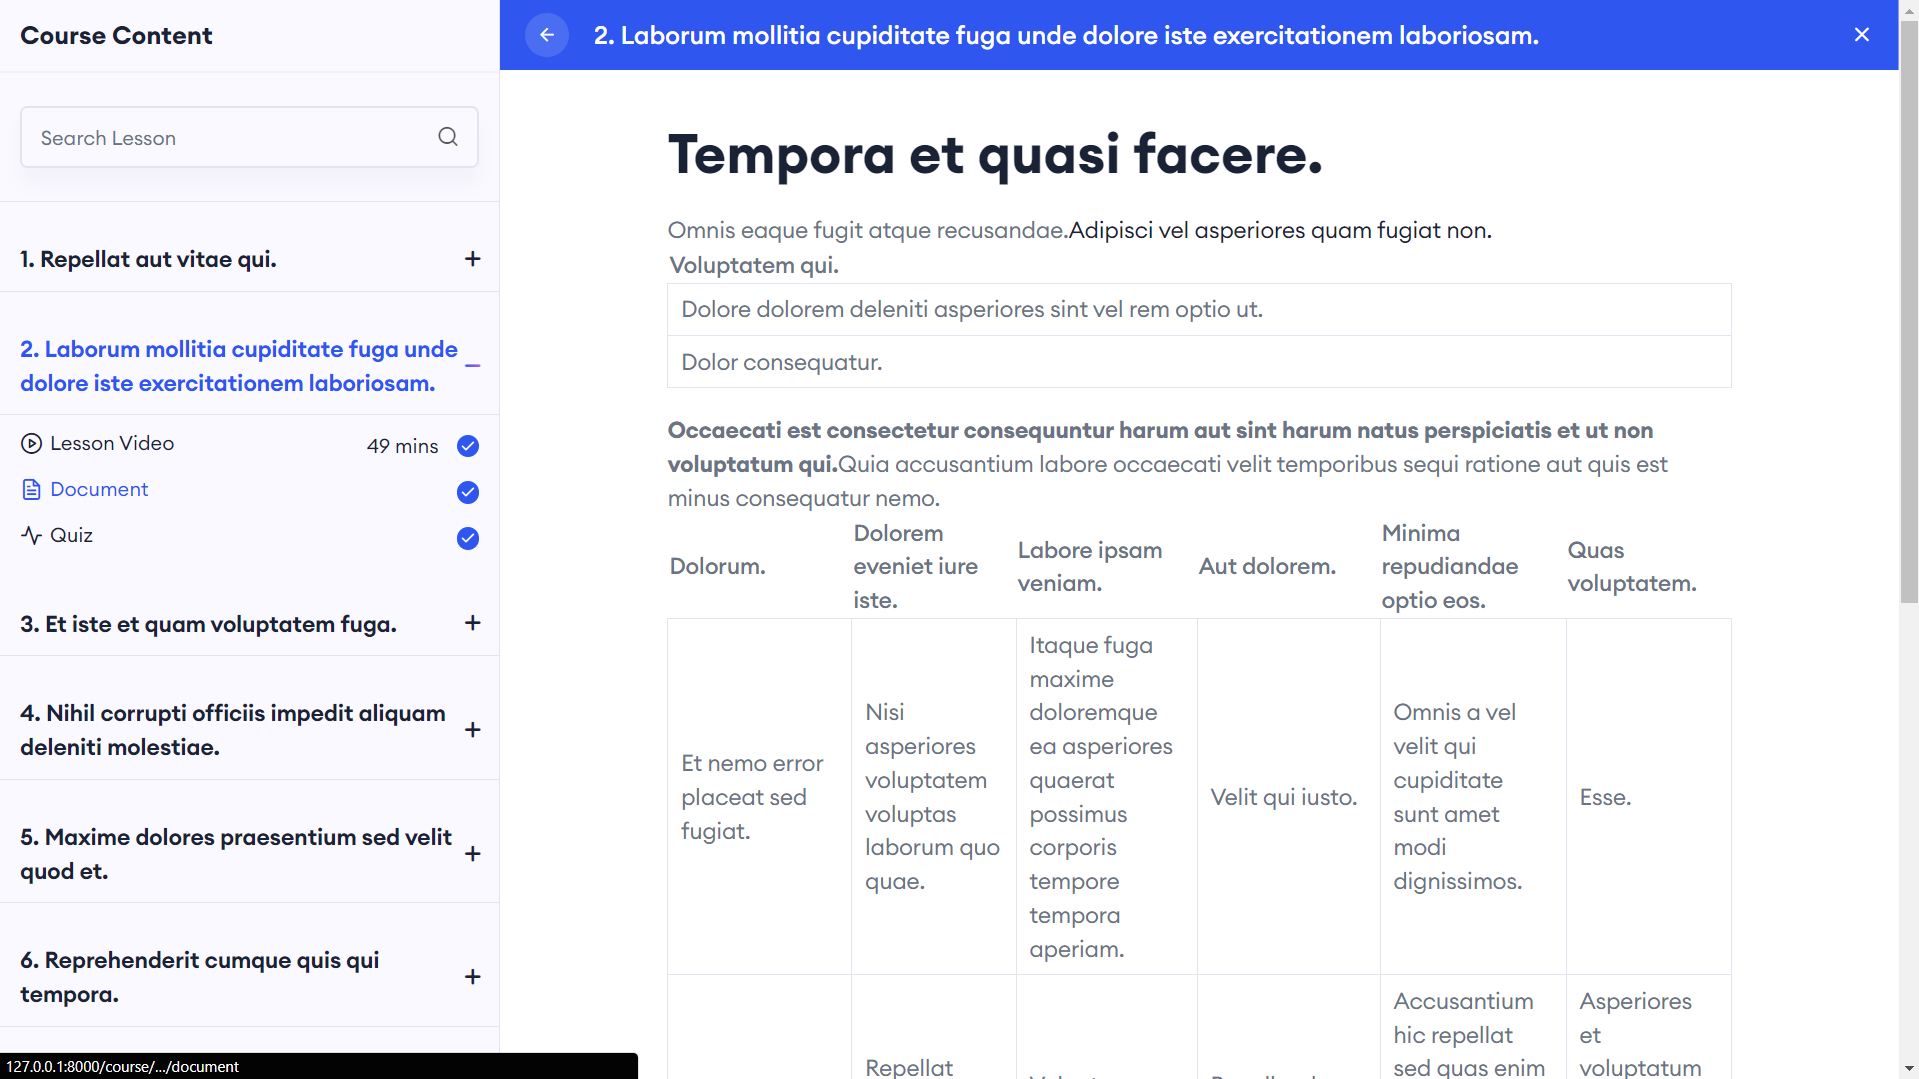 Course Content
Search Lesson
1. Repellat aut vitae qui.
2. Laborum mollitia cupiditate fuga unde
dolore iste exercitationem laboriosam.
Lesson Video 49 mins
Document
Quiz
3. Et iste et quam voluptatem fuga.
4. Nihil corrupti officiis impedit aliquam
deleniti molestiae.
5. Maxime dolores praesentium sed velit
quod et.
6. Reprehenderit cumque quis qui
tempora.
127.0.0.1:8000/course/.../document
2. Laborum mollitia cupiditate fuga unde dolore iste exercitationem laboriosam.
Tempora et quasi facere.
Omnis eaque fugit atque recusandae.Adipisci vel asperiores quam fugiat non.
Voluptatem qui.
Dolore dolorem deleniti asperiores sint vel rem optio ut.
Dolor consequatur.
Occaecati est consectetur consequuntur harum aut sint harum natus perspiciatis et ut non
voluptatum qui.Quia accusantium labore occaecati velit temporibus sequi ratione aut quis est
minus consequatur nemo.
Dolorum.
Dolorem
eveniet iure
iste.
Labore ipsam
veniam.
Aut dolorem.
Minima
repudiandae
optio eos.
Quas
voluptatem.
Et nemo error
placeat sed
fugiat.
Nisi
asperiores
voluptatem
voluptas
laborum quo
quae.
Itaque fuga
maxime
doloremque
ea asperiores
quaerat
possimus
corporis
tempore
tempora
aperiam.
Velit qui iusto.
Omnis a vel
velit qui
cupiditate
sunt amet
modi
dignissimos.
Esse.
Repellat
Accusantium
hic repellat
sed quas enim
Asperiores
et
voluptatum